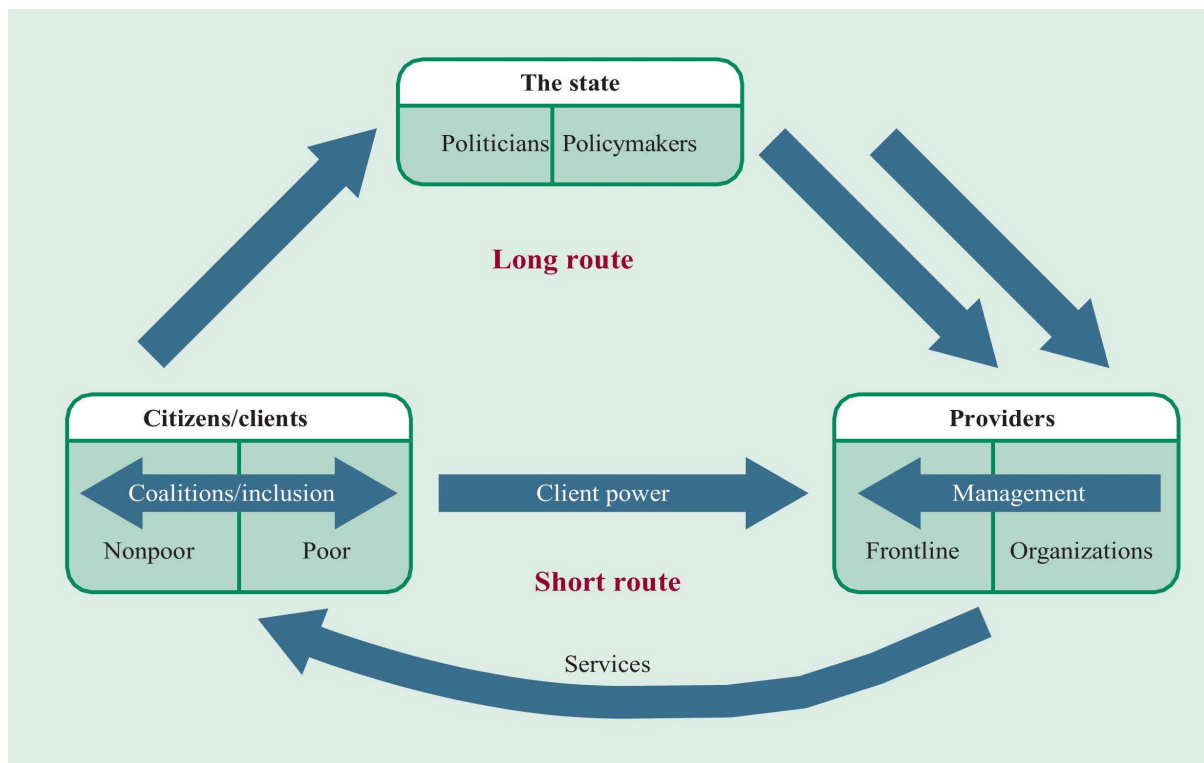 The state
Politicians Policymakers
Long route
Citizens/clients
Providers
Coalitions/inclusion
Client power
Management
Nonpoor Poor
Frontline Organizations
Short route
Services